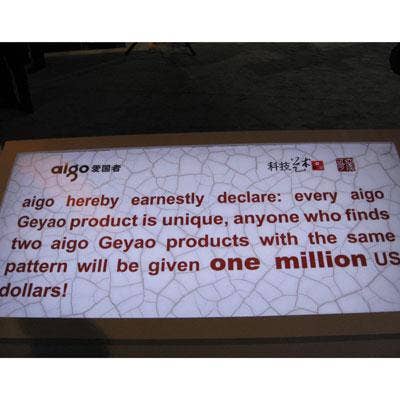 aigo 爱国者 科技艺术
aigo hereby earnestly declare: every aigo
Geyao product is unique, anyone who finds
two aigo Geyao products with the same
pattern will be given one million US
dollars!